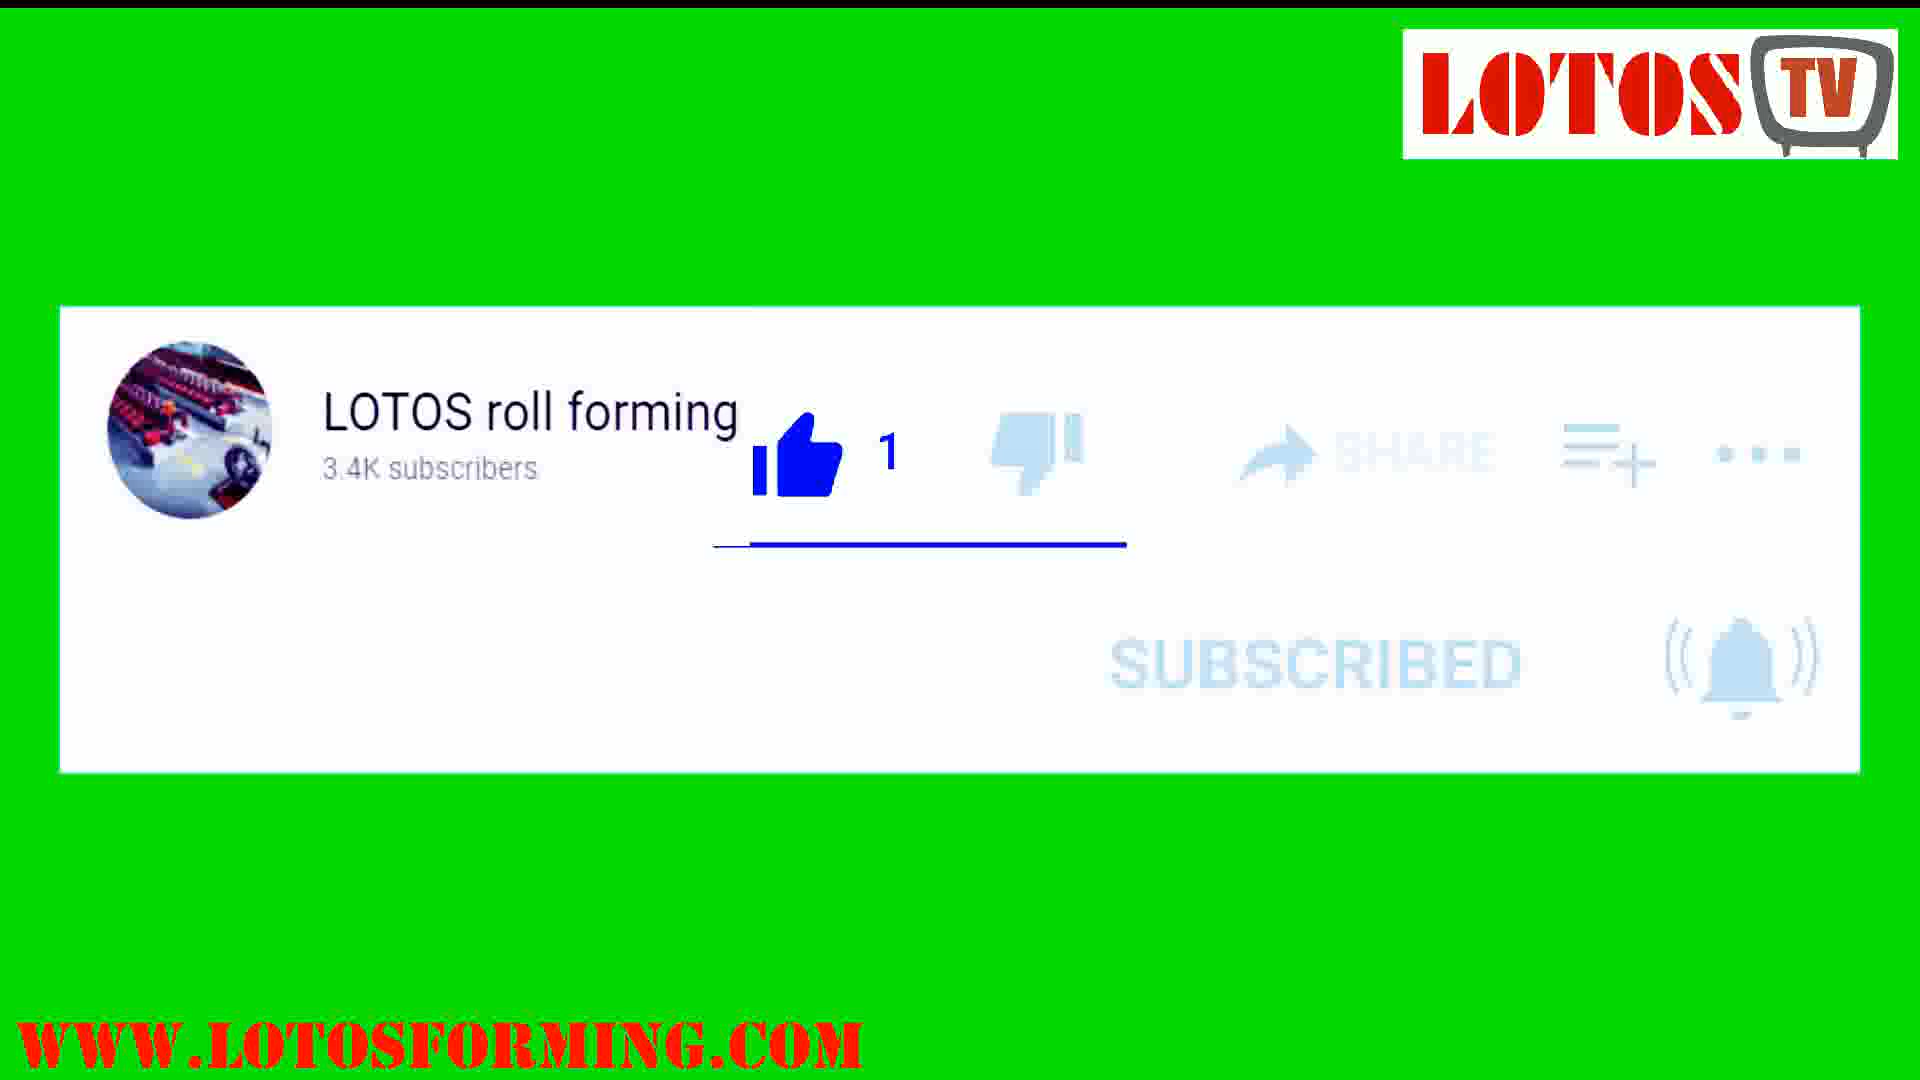 LOTOS TV
LOTOS roll forming
3.4K subscribers
1
SHARE
SUBSCRIBED
WWW.LOTOSFORMING.COM